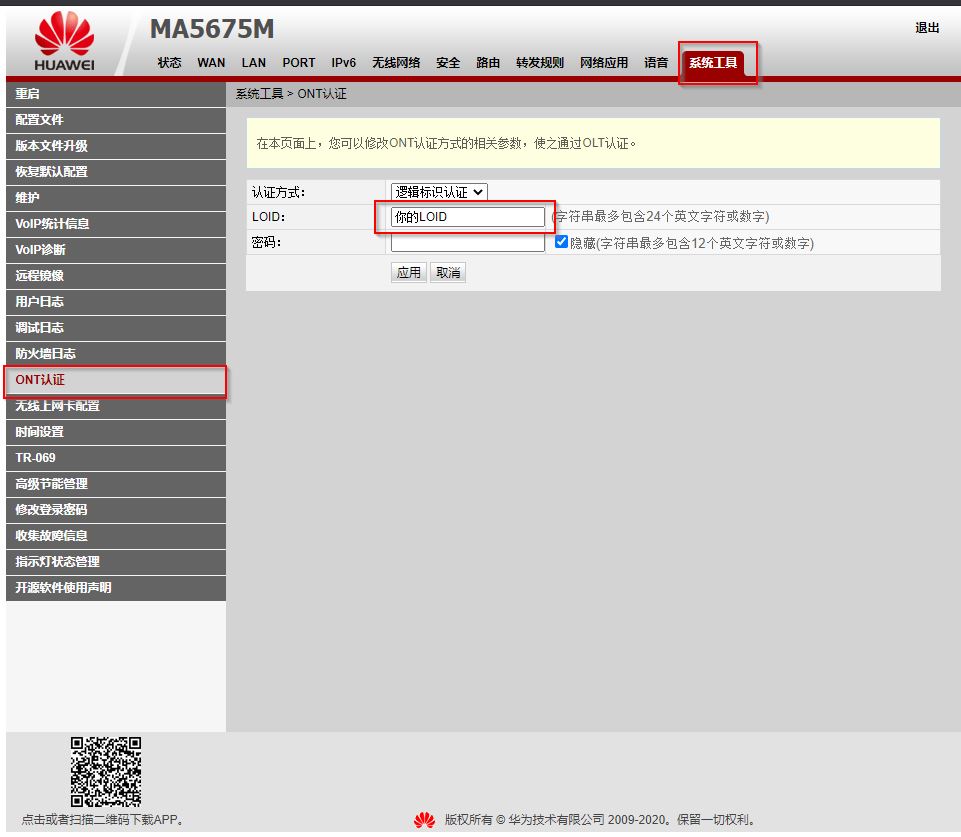 MA5675M
退出
HUAWEI
状态 WAN LAN PORT IPv6 无线网络 安全 路由 转发规则 网络应用 语音 系统工具
系统工具 > ONT认证
重启
配置文件
版本文件升级
恢复默认配置
维护
VoIP统计信息
VoIP诊断
远程镜像
用户日志
调试日志
防火墙日志
ONT认证
无线上网卡配置
时间设置
TR-069
高级节能管理
修改登录密码
收集故障信息
指示灯状态管理
开源软件使用声明
在本页面上，您可以修改ONT认证方式的相关参数，使之通过OLT认证。
认证方式： 逻辑标识认证
LOID： 你的LOID (字符串最多包含24个英文字符或数字)
密码： 隐藏(字符串最多包含12个英文字符或数字)
应用 取消
点击或者扫描二维码下载APP。
版权所有 © 华为技术有限公司 2009-2020。保留一切权利。